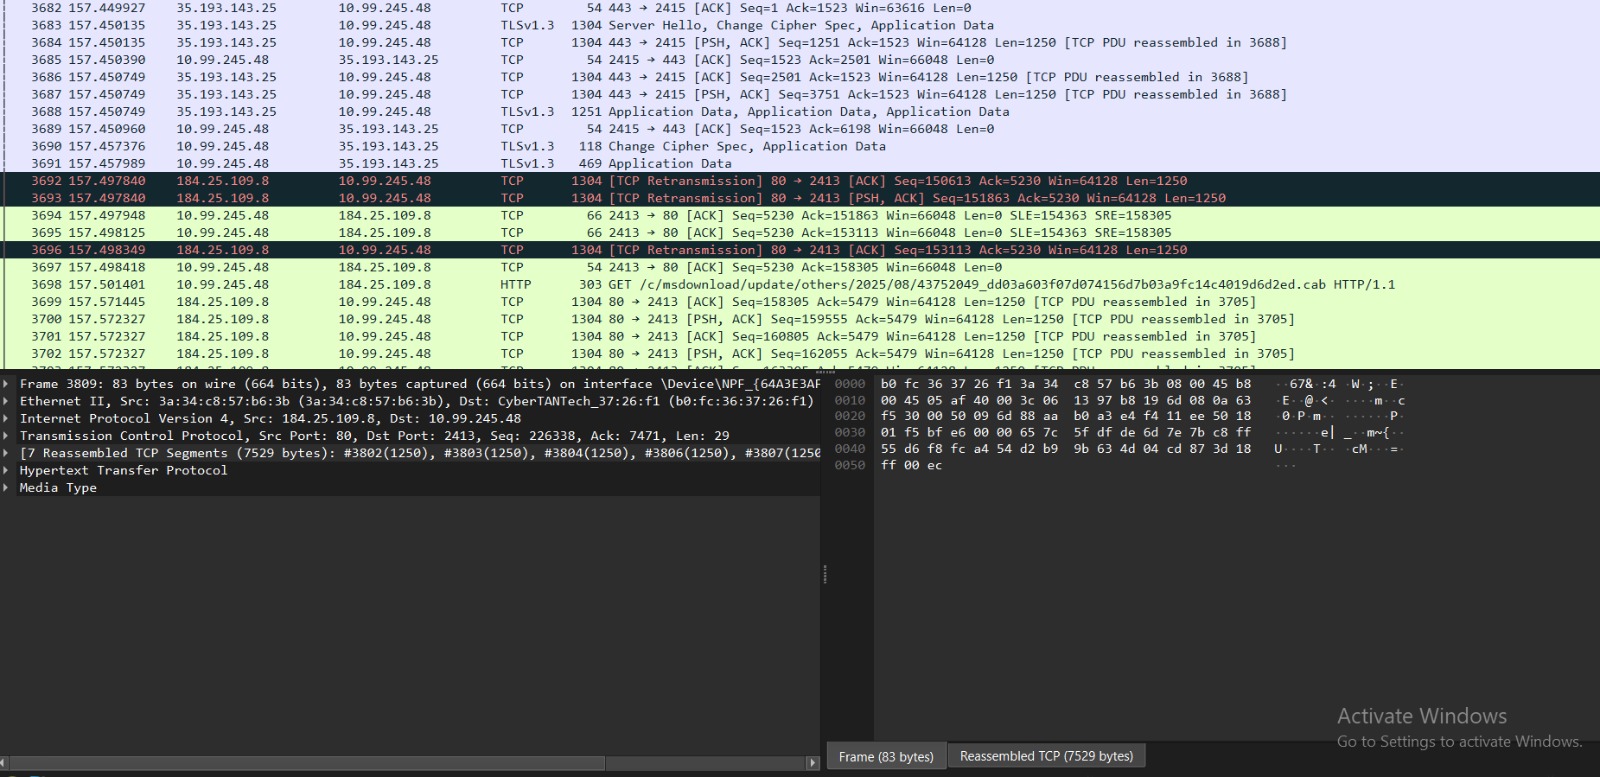 3682 157.449927 35.193.143.25 10.99.245.48 TCP 54 443 → 2415 [ACK] Seq=1 Ack=1523 Win=63616 Len=0
3683 157.450135 35.193.143.25 10.99.245.48 TLSv1.3 1304 Server Hello, Change Cipher Spec, Application Data
3684 157.450135 35.193.143.25 10.99.245.48 TCP 1304 443 → 2415 [PSH, ACK] Seq=1251 Ack=1523 Win=64128 Len=1250 [TCP PDU reassembled in 3688]
3685 157.450390 10.99.245.48 35.193.143.25 TCP 54 2415 → 443 [ACK] Seq=1523 Ack=2501 Win=66048 Len=0
3686 157.450749 35.193.143.25 10.99.245.48 TCP 1304 443 → 2415 [ACK] Seq=2501 Ack=1523 Win=64128 Len=1250 [TCP PDU reassembled in 3688]
3687 157.450749 35.193.143.25 10.99.245.48 TCP 1304 443 → 2415 [PSH, ACK] Seq=3751 Ack=1523 Win=64128 Len=1250 [TCP PDU reassembled in 3688]
3688 157.450749 35.193.143.25 10.99.245.48 TLSv1.3 1251 Application Data, Application Data, Application Data
3689 157.450960 10.99.245.48 35.193.143.25 TCP 54 2415 → 443 [ACK] Seq=1523 Ack=6198 Win=66048 Len=0
3690 157.457376 10.99.245.48 35.193.143.25 TLSv1.3 118 Change Cipher Spec, Application Data
3691 157.457989 10.99.245.48 35.193.143.25 TLSv1.3 469 Application Data
3692 157.497840 184.25.109.8 10.99.245.48 TCP 1304 [TCP Retransmission] 80 → 2413 [ACK] Seq=150613 Ack=5230 Win=64128 Len=1250
3693 157.497840 184.25.109.8 10.99.245.48 TCP 1304 [TCP Retransmission] 80 → 2413 [PSH, ACK] Seq=151863 Ack=5230 Win=64128 Len=1250
3694 157.497948 10.99.245.48 184.25.109.8 TCP 66 2413 → 80 [ACK] Seq=5230 Ack=151863 Win=66048 Len=0 SLE=154363 SRE=158305
3695 157.498125 10.99.245.48 184.25.109.8 TCP 66 2413 → 80 [ACK] Seq=5230 Ack=153113 Win=66048 Len=0 SLE=154363 SRE=158305
3696 157.498349 184.25.109.8 10.99.245.48 TCP 1304 [TCP Retransmission] 80 → 2413 [ACK] Seq=153113 Ack=5230 Win=64128 Len=1250
3697 157.498418 10.99.245.48 184.25.109.8 TCP 54 2413 → 80 [ACK] Seq=5230 Ack=158305 Win=66048 Len=0
3698 157.501401 10.99.245.48 184.25.109.8 HTTP 303 GET /c/msdownload/update/others/2025/08/43752049_dd03a603f07d074156d7b03a9fc14c4019d6d2ed.cab HTTP/1.1
3699 157.571445 184.25.109.8 10.99.245.48 TCP 1304 80 → 2413 [ACK] Seq=158305 Ack=5479 Win=64128 Len=1250 [TCP PDU reassembled in 3705]
3700 157.572327 184.25.109.8 10.99.245.48 TCP 1304 80 → 2413 [PSH, ACK] Seq=159555 Ack=5479 Win=64128 Len=1250 [TCP PDU reassembled in 3705]
3701 157.572327 184.25.109.8 10.99.245.48 TCP 1304 80 → 2413 [ACK] Seq=160805 Ack=5479 Win=64128 Len=1250 [TCP PDU reassembled in 3705]
3702 157.572327 184.25.109.8 10.99.245.48 TCP 1304 80 → 2413 [PSH, ACK] Seq=162055 Ack=5479 Win=64128 Len=1250 [TCP PDU reassembled in 3705]
Frame 3809: 83 bytes on wire (664 bits), 83 bytes captured (664 bits) on interface \Device\NPF_{64A3E3AF
Ethernet II, Src: 3a:34:c8:57:b6:3b (3a:34:c8:57:b6:3b), Dst: CyberTANTech_37:26:f1 (b0:fc:36:37:26:f1)
Internet Protocol Version 4, Src: 184.25.109.8, Dst: 10.99.245.48
Transmission Control Protocol, Src Port: 80, Dst Port: 2413, Seq: 226338, Ack: 7471, Len: 29
[7 Reassembled TCP Segments (7529 bytes): #3802(1250), #3803(1250), #3804(1250), #3806(1250), #3807(1250
Hypertext Transfer Protocol
Media Type
0000 b0 fc 36 37 26 f1 3a 34 c8 57 b6 3b 08 00 45 b8 ··67&·:4 ·W·;··E·
0010 00 45 05 af 40 00 3c 06 13 97 b8 19 6d 08 0a 63 ·E··@·<· ····m··c
0020 f5 30 00 50 09 6d 88 aa b0 a3 e4 f4 11 ee 50 18 ·0·P·m·· ······P·
0030 01 f5 bf e6 00 00 65 7c 5f df de 6d 7e 7b c8 ff ······e| _··m~{··
0040 55 d6 f8 fc a4 54 d2 b9 9b 63 4d 04 cd 87 3d 18 U····T·· ·cM···=·
0050 ff 00 ec ···
Frame (83 bytes) Reassembled TCP (7529 bytes)
Activate Windows
Go to Settings to activate Windows.